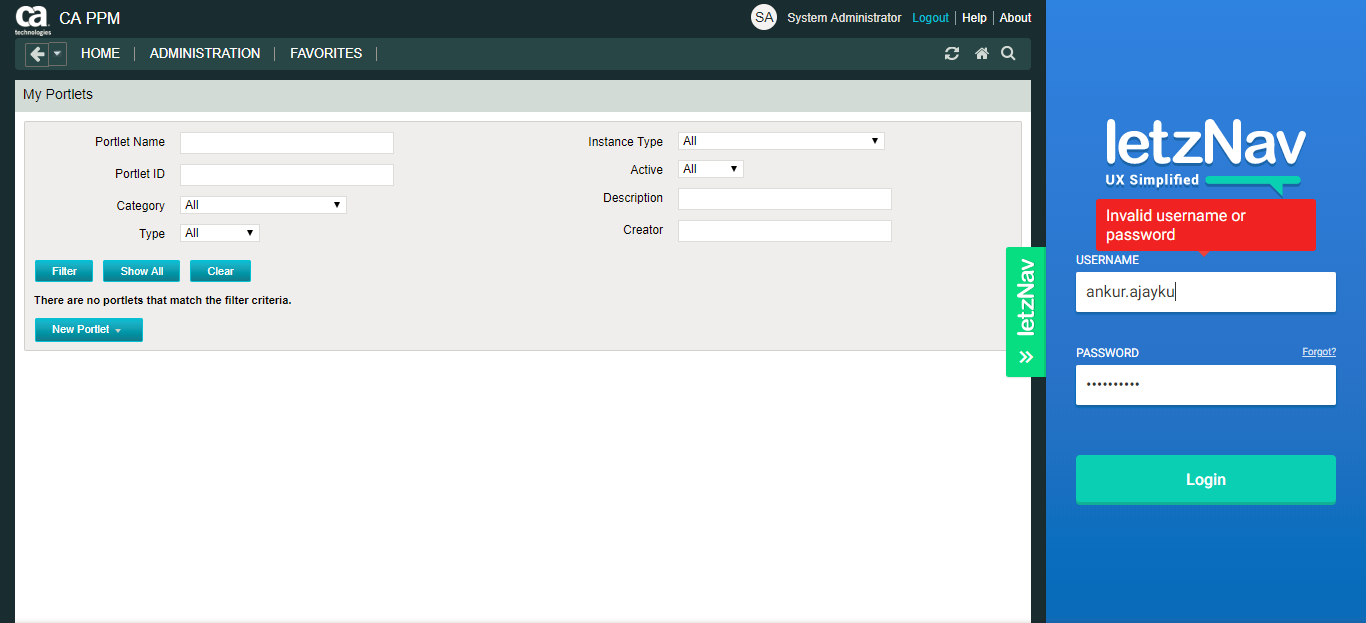 ca
technologies
CA PPM
SA System Administrator Logout Help About
HOME ADMINISTRATION FAVORITES
My Portlets
Portlet Name
Portlet ID
Category All
Type All
Instance Type All
Active All
Description
Creator
Filter Show All Clear
There are no portlets that match the filter criteria.
New Portlet
letzNav
letzNav
UX Simplified
Invalid username or
password
USERNAME
ankur.ajayku
PASSWORD Forgot?
••••••••••
Login